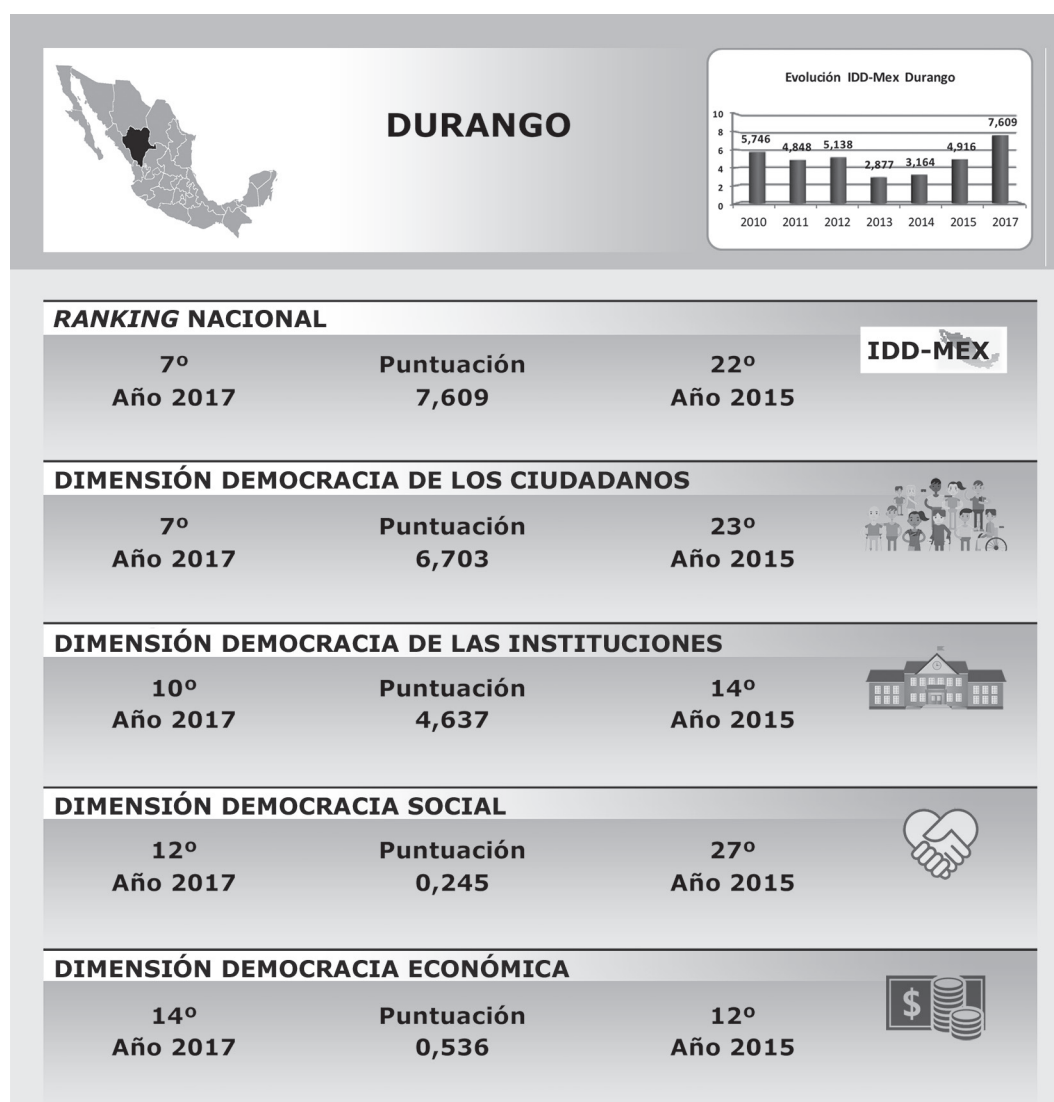 DURANGO
Evolución IDD-Mex Durango
10
8
6
4
2
0
5,746
4,848
5,138
2,877
3,164
4,916
7,609
2010 2011 2012 2013 2014 2015 2017
RANKING NACIONAL
IDD-MEX
7º Puntuación 22º
Año 2017 7,609 Año 2015
DIMENSIÓN DEMOCRACIA DE LOS CIUDADANOS
7º Puntuación 23º
Año 2017 6,703 Año 2015
DIMENSIÓN DEMOCRACIA DE LAS INSTITUCIONES
10º Puntuación 14º
Año 2017 4,637 Año 2015
DIMENSIÓN DEMOCRACIA SOCIAL
12º Puntuación 27º
Año 2017 0,245 Año 2015
DIMENSIÓN DEMOCRACIA ECONÓMICA
$
14º Puntuación 12º
Año 2017 0,536 Año 2015